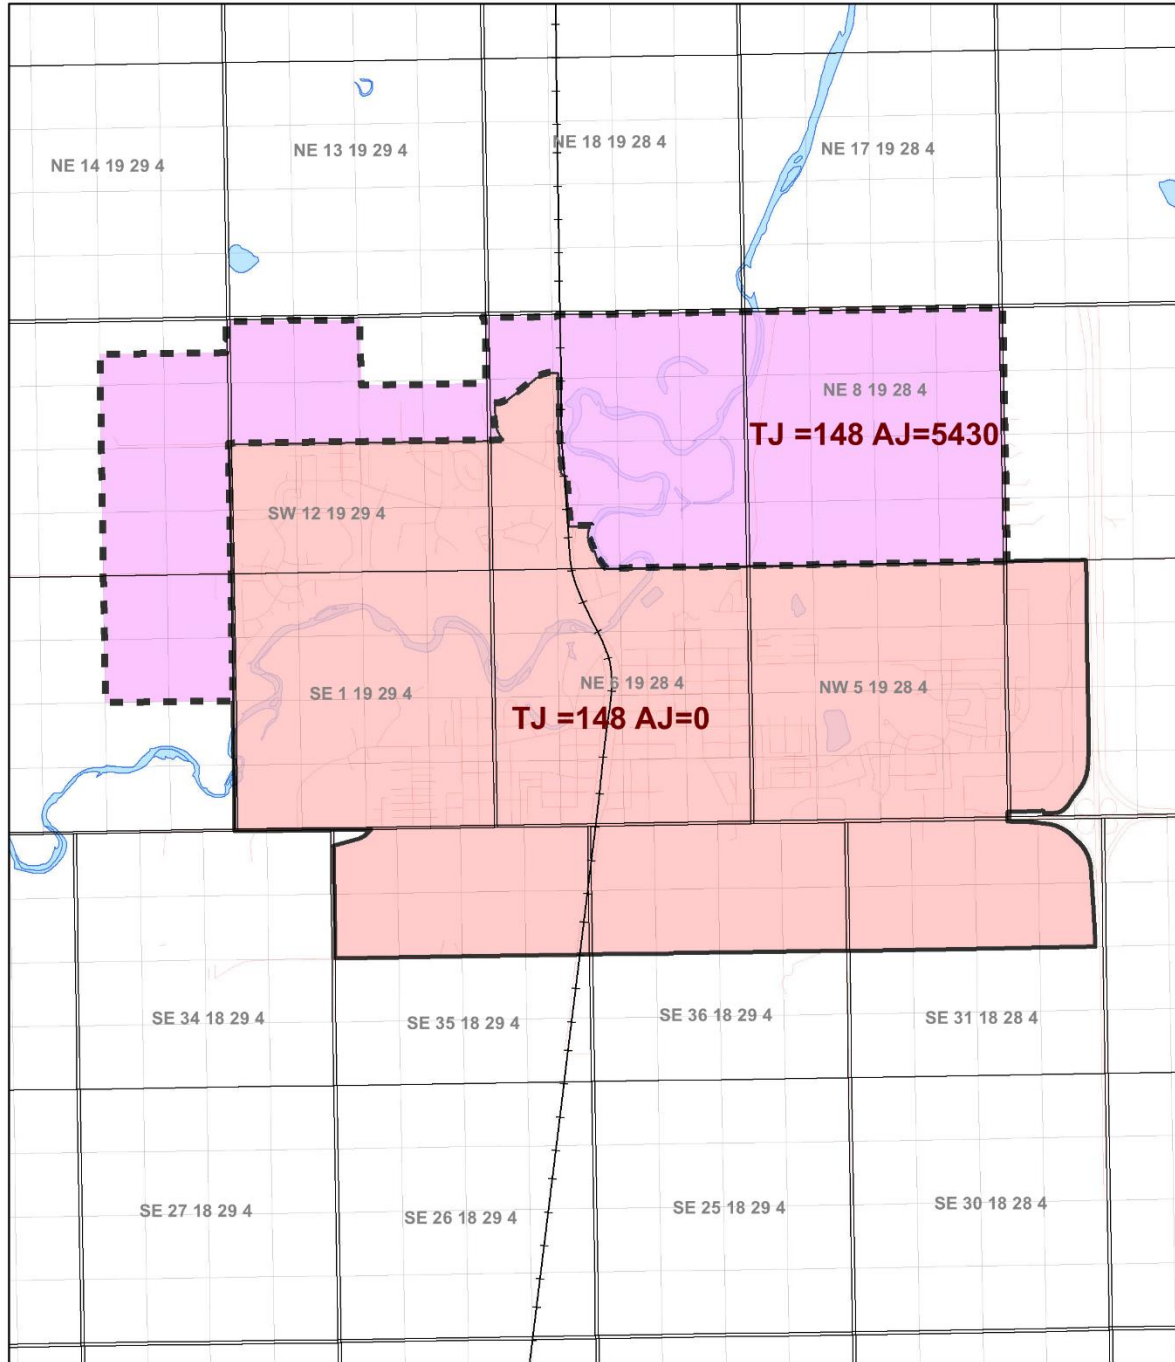 NE 14 19 29 4
NE 13 19 29 4
NE 18 19 28 4
NE 17 19 28 4
NE 8 19 28 4
TJ =148 AJ=5430
SW 12 19 29 4
SE 1 19 29 4
NE 6 19 28 4
NW 5 19 28 4
TJ =148 AJ=0
SE 34 18 29 4
SE 35 18 29 4
SE 36 18 29 4
SE 31 18 28 4
SE 27 18 29 4
SE 26 18 29 4
SE 25 18 29 4
SE 30 18 28 4